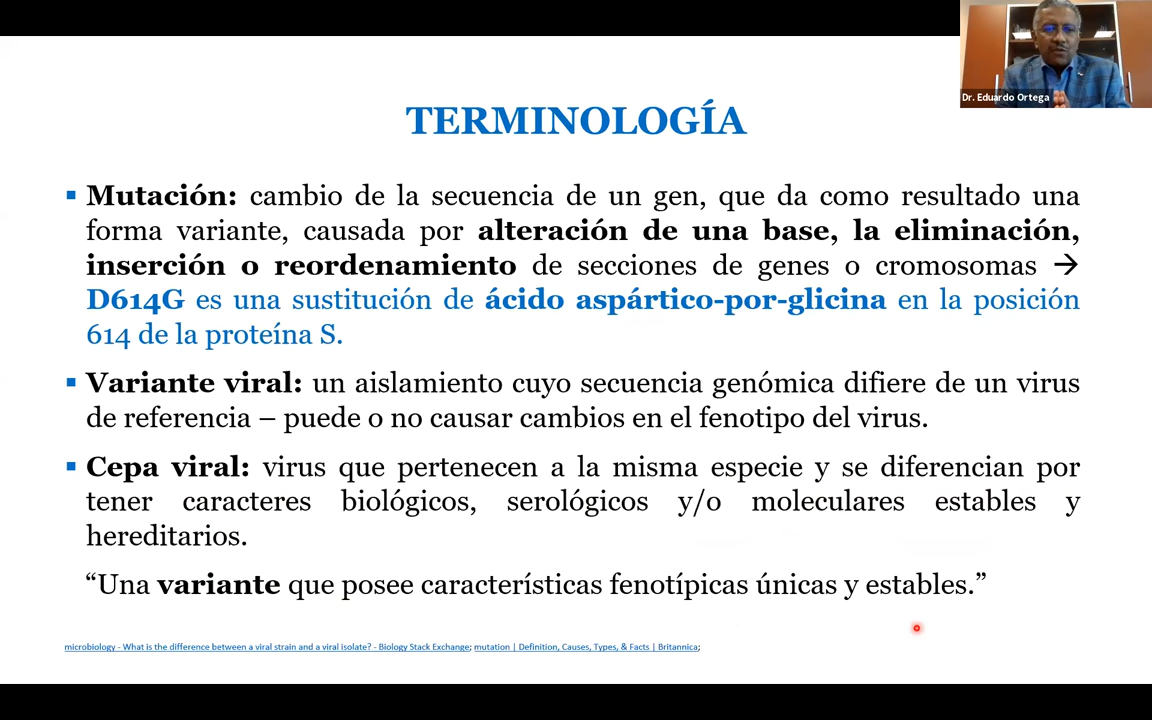 Dr. Eduardo Ortega
TERMINOLOGÍA
▪ Mutación: cambio de la secuencia de un gen, que da como resultado una
forma variante, causada por alteración de una base, la eliminación,
inserción o reordenamiento de secciones de genes o cromosomas →
D614G es una sustitución de ácido aspártico-por-glicina en la posición
614 de la proteína S.
▪ Variante viral: un aislamiento cuyo secuencia genómica difiere de un virus
de referencia – puede o no causar cambios en el fenotipo del virus.
▪ Cepa viral: virus que pertenecen a la misma especie y se diferencian por
tener caracteres biológicos, serológicos y/o moleculares estables y
hereditarios.
“Una variante que posee características fenotípicas únicas y estables.”
microbiology - What is the difference between a viral strain and a viral isolate? - Biology Stack Exchange; mutation | Definition, Causes, Types, & Facts | Britannica;